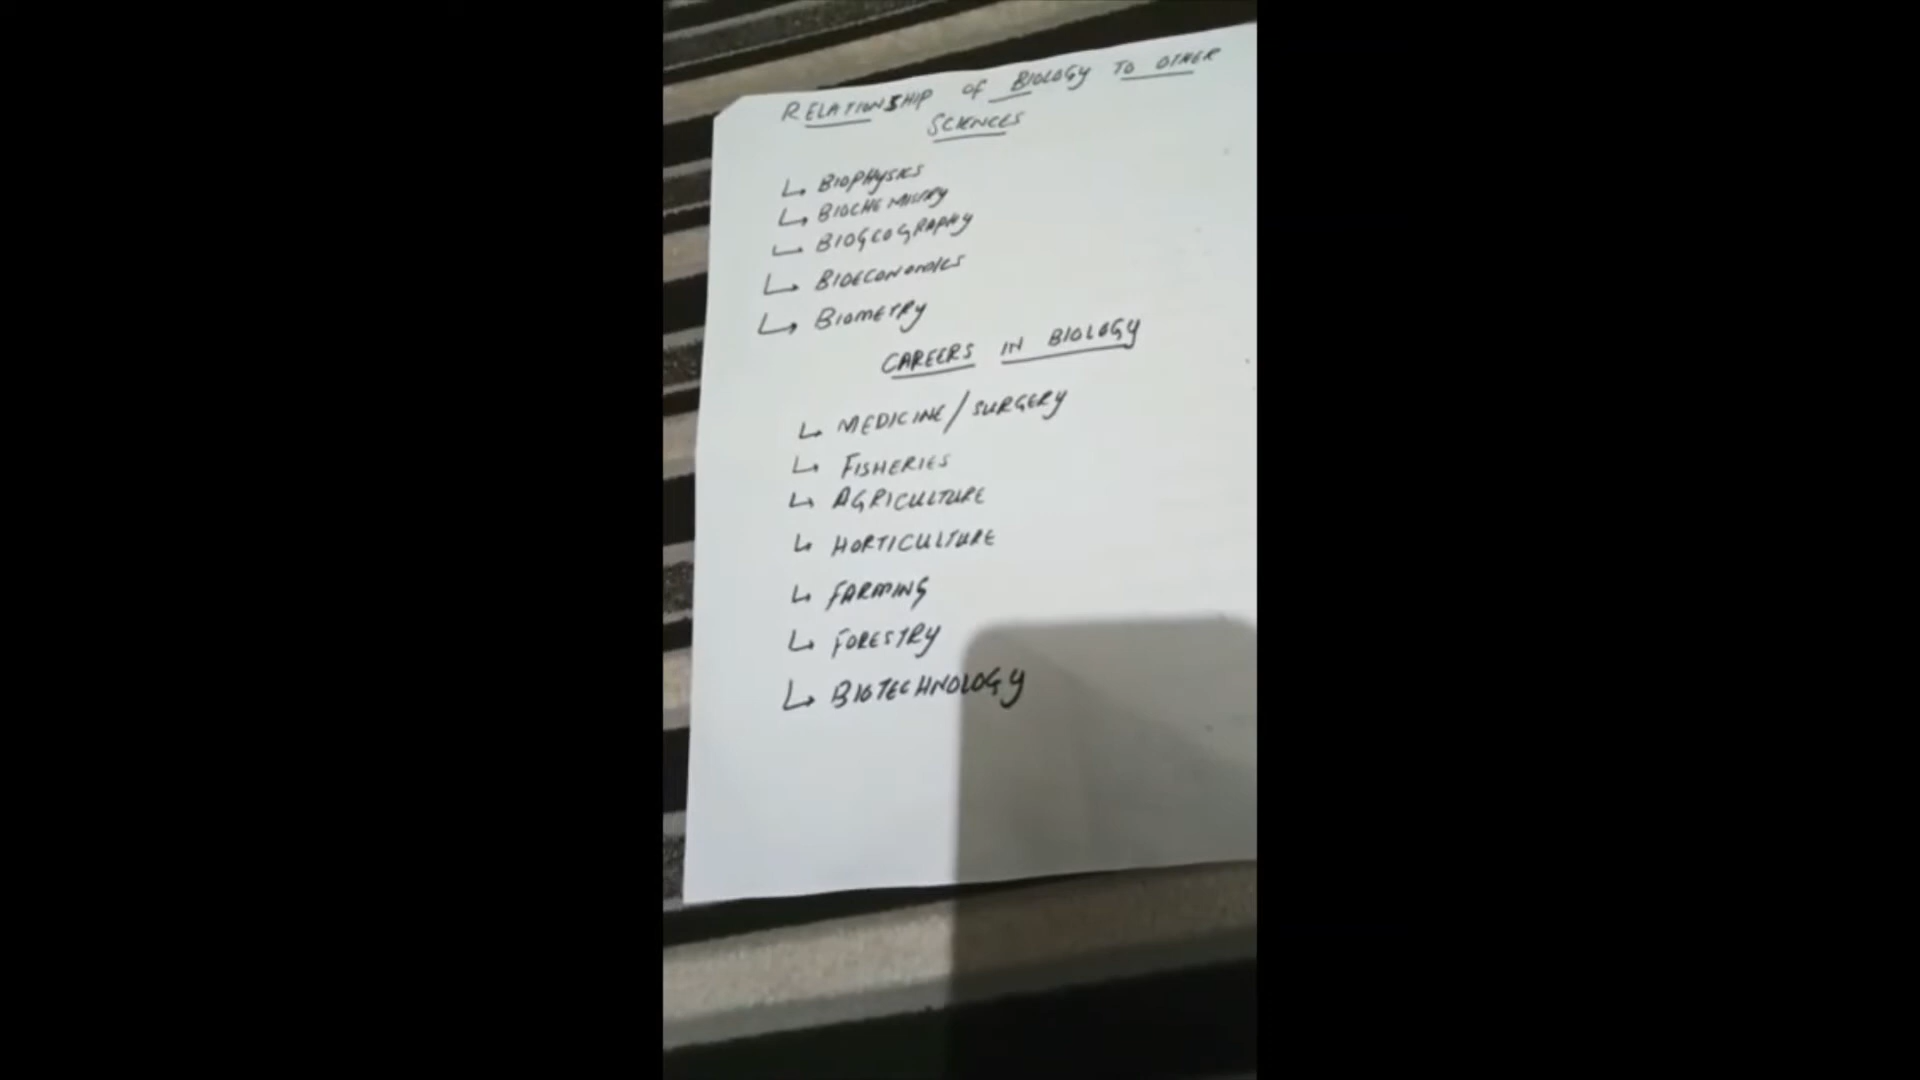 RELATIONSHIP OF BIOLOGY TO OTHER
SCIENCES
↳ BIOPHYSICS
↳ BIOCHEMISTRY
↳ BIOGEOGRAPHY
↳ BIOECONOMICS
↳ BIOMETRY
CAREERS IN BIOLOGY
↳ MEDICINE/SURGERY
↳ FISHERIES
↳ AGRICULTURE
↳ HORTICULTURE
↳ FARMING
↳ FORESTRY
↳ BIOTECHNOLOGY